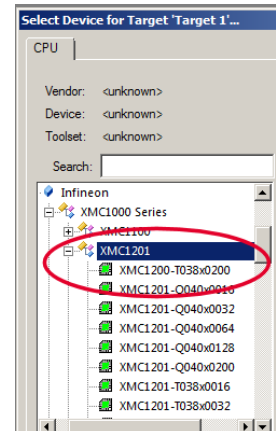 Select Device for Target 'Target 1'...
CPU
Vendor: <unknown>
Device: <unknown>
Toolset: <unknown>
Search:
Infineon
XMC1000 Series
XMC1100
XMC1201
XMC1200-T038x0200
XMC1201-Q040x0016
XMC1201-Q040x0032
XMC1201-Q040x0064
XMC1201-Q040x0128
XMC1201-Q040x0200
XMC1201-T038x0016
XMC1201-T038x0032